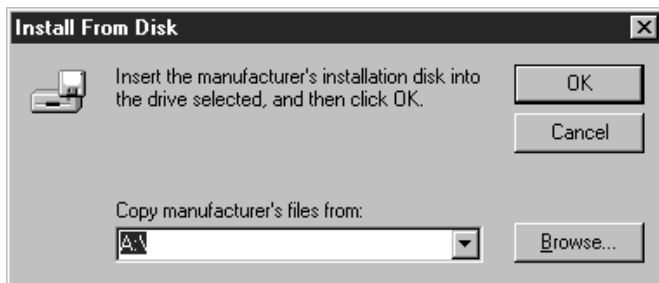 Install From Disk
Insert the manufacturer's installation disk into
the drive selected, and then click OK.
OK
Cancel
Copy manufacturer's files from:
A:\
Browse...